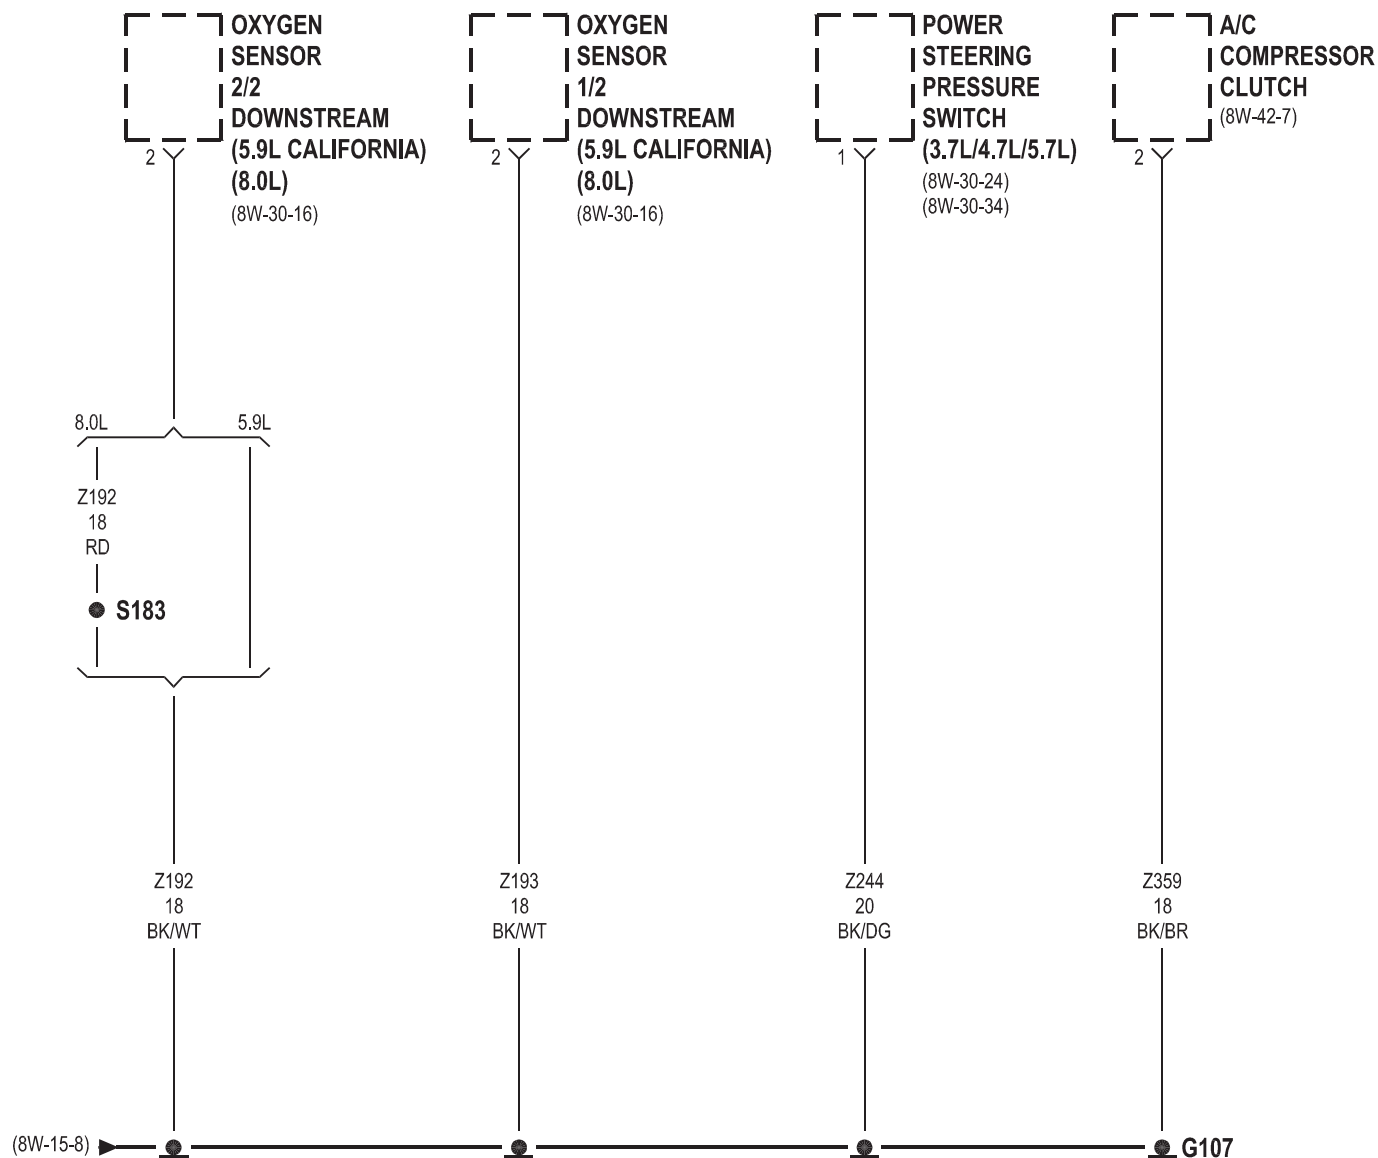 OXYGEN
SENSOR
2/2
DOWNSTREAM
(5.9L CALIFORNIA)
(8.0L)
(8W-30-16)
2
OXYGEN
SENSOR
1/2
DOWNSTREAM
(5.9L CALIFORNIA)
(8.0L)
(8W-30-16)
2
POWER
STEERING
PRESSURE
SWITCH
(3.7L/4.7L/5.7L)
(8W-30-24)
(8W-30-34)
1
A/C
COMPRESSOR
CLUTCH
(8W-42-7)
2
8.0L
5.9L
Z192
18
RD
S183
Z192
18
BK/WT
Z193
18
BK/WT
Z244
20
BK/DG
Z359
18
BK/BR
(8W-15-8)
G107